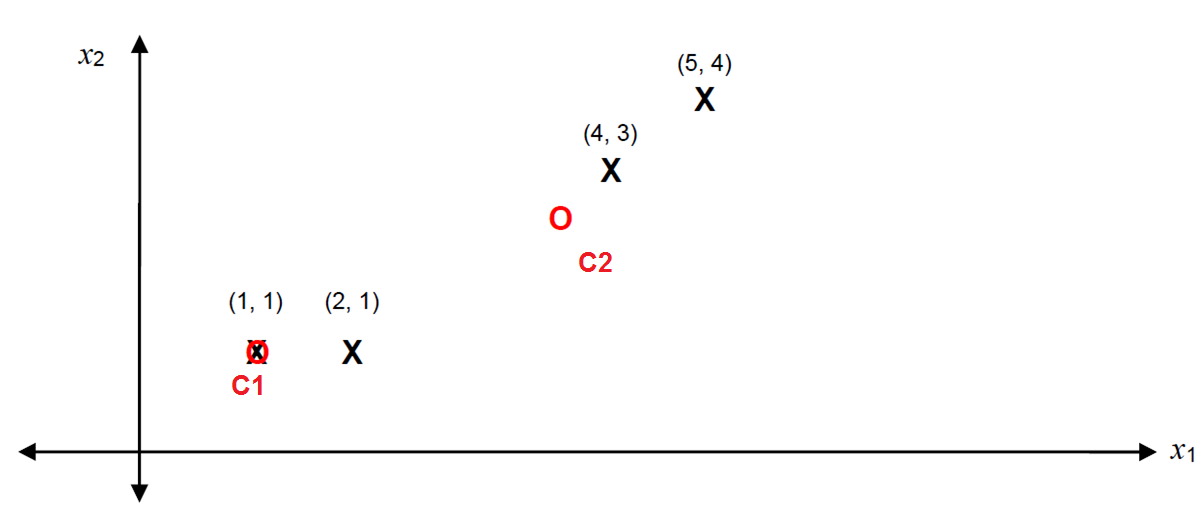 x2
(5, 4)
X
(4, 3)
X
O
C2
(1, 1)
(2, 1)
X
O
X
C1
x1